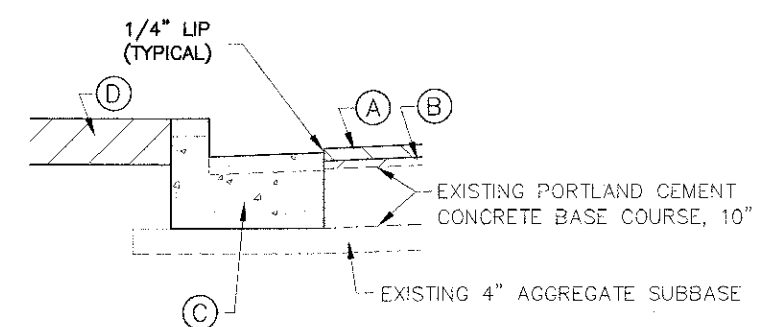 1/4" LIP
(TYPICAL)
D
A
B
EXISTING PORTLAND CEMENT
CONCRETE BASE COURSE, 10"
EXISTING 4" AGGREGATE SUBBASE
C